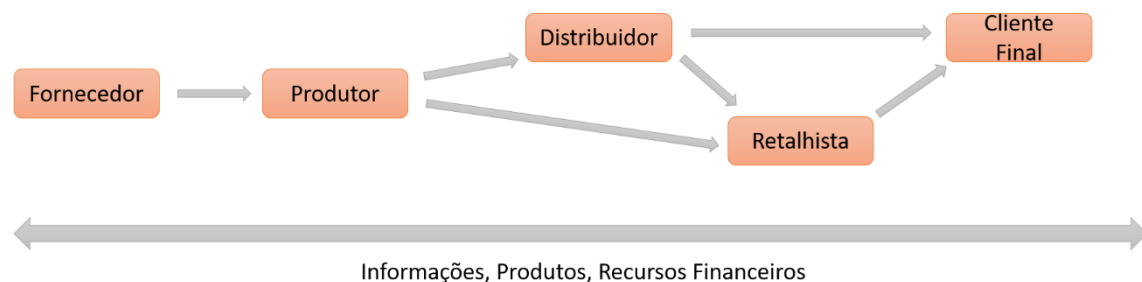 Fornecedor
Produtor
Distribuidor
Retalhista
Cliente
Final
Informações, Produtos, Recursos Financeiros